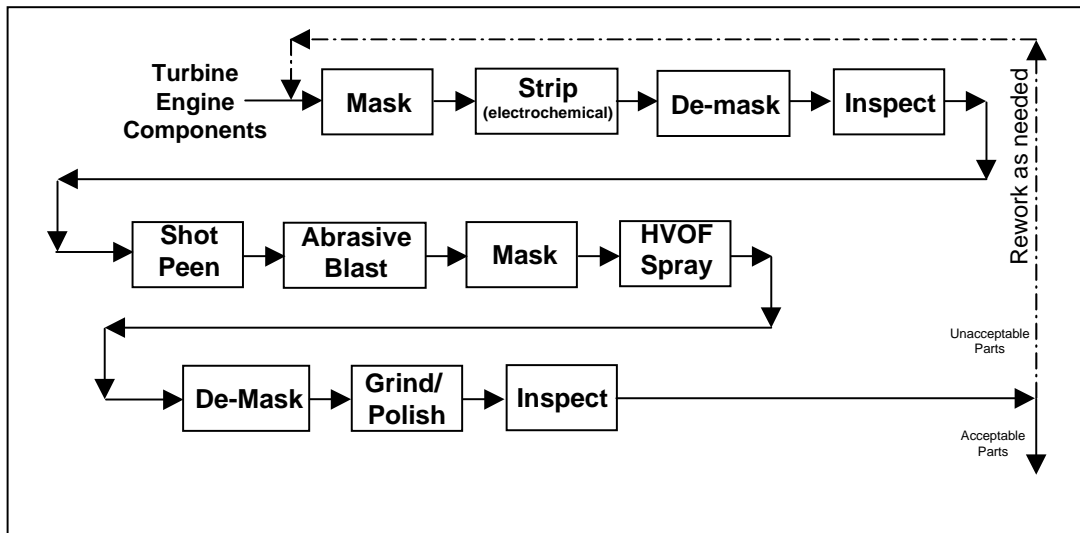 Turbine
Engine
Components
Mask
Strip
(electrochemical)
De-mask
Inspect
Rework as needed
Shot
Peen
Abrasive
Blast
Mask
HVOF
Spray
Unacceptable
Parts
De-Mask
Grind/
Polish
Inspect
Acceptable
Parts